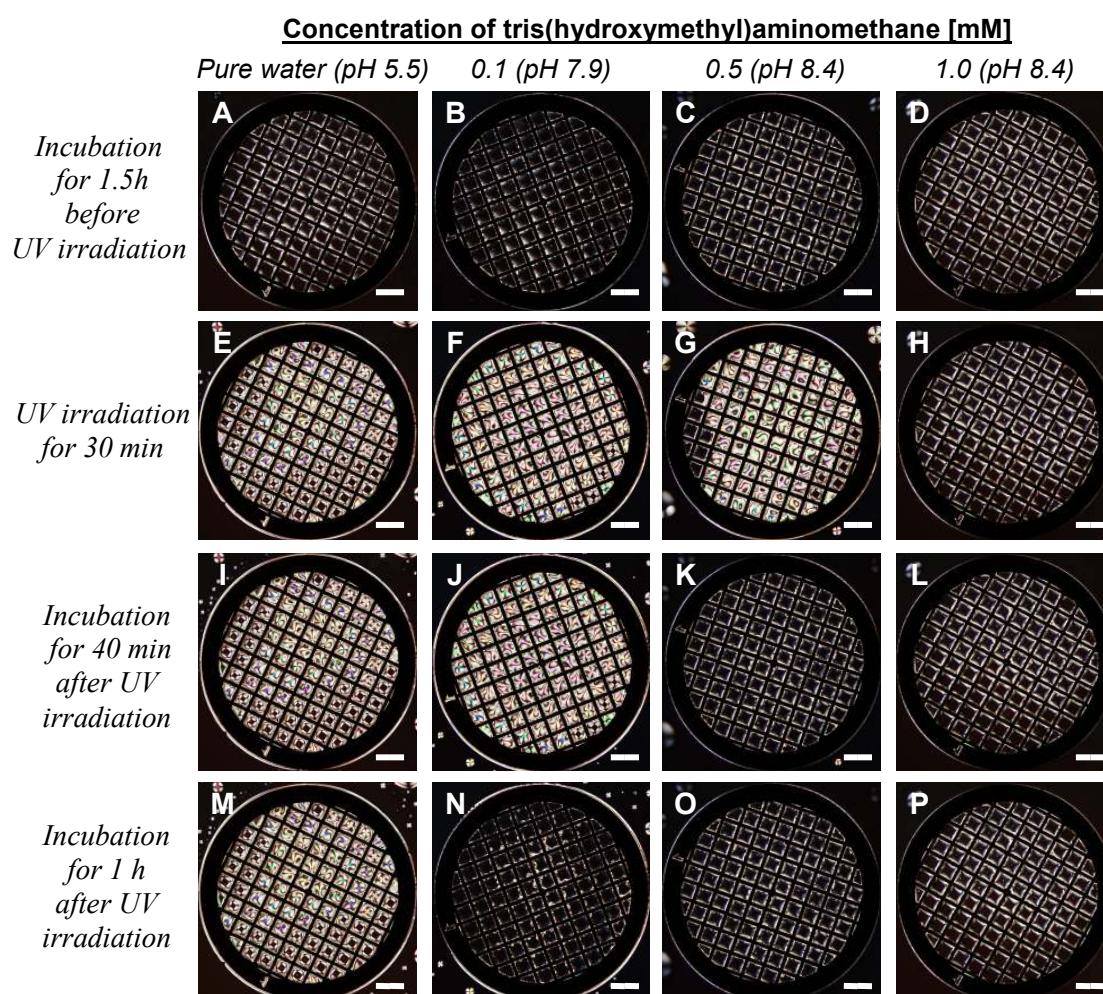 Concentration of tris(hydroxymethyl)aminomethane [mM]
Pure water (pH 5.5) 0.1 (pH 7.9) 0.5 (pH 8.4) 1.0 (pH 8.4)
Incubation
for 1.5h
before
UV irradiation
A B C D
UV irradiation
for 30 min
E F G H
Incubation
for 40 min
after UV
irradiation
I J K L
Incubation
for 1 h
after UV
irradiation
M N O P